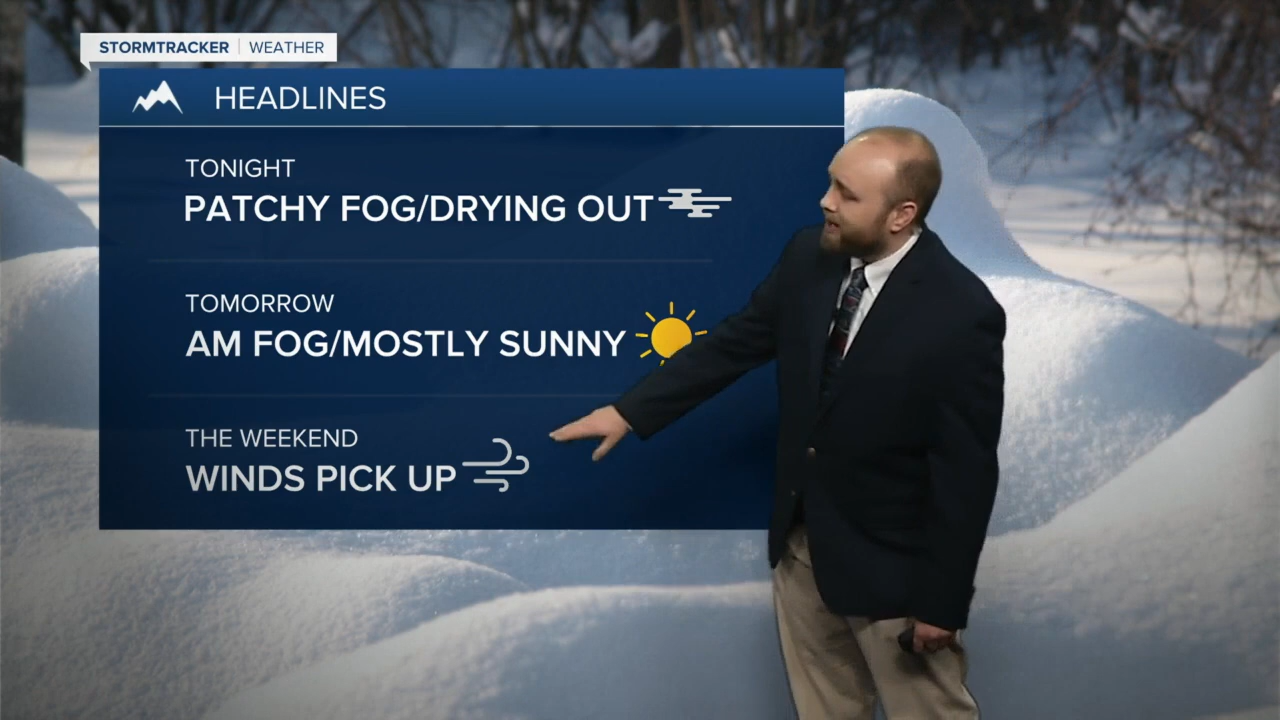 STORMTRACKER | WEATHER
HEADLINES
TONIGHT
PATCHY FOG/DRYING OUT
TOMORROW
AM FOG/MOSTLY SUNNY
THE WEEKEND
WINDS PICK UP